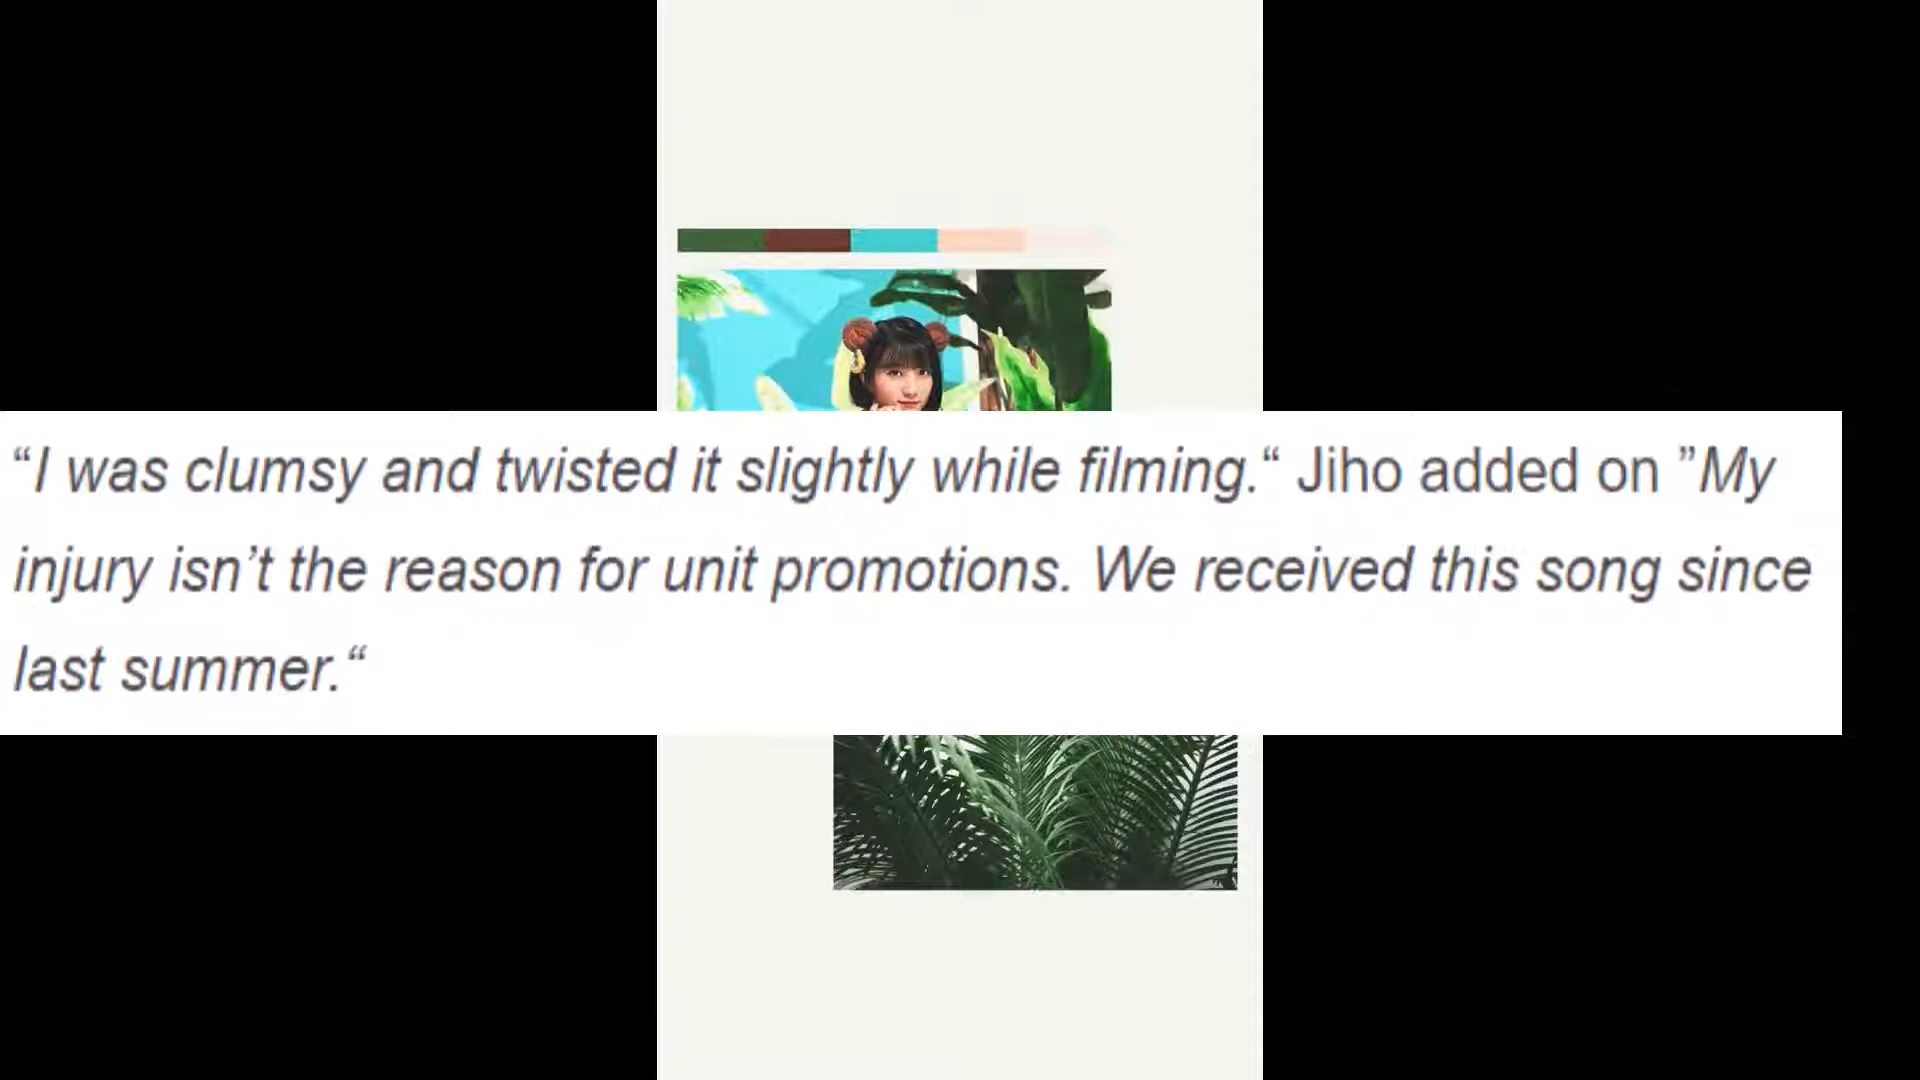 “I was clumsy and twisted it slightly while filming.“ Jiho added on ”My
injury isn’t the reason for unit promotions. We received this song since
last summer.“